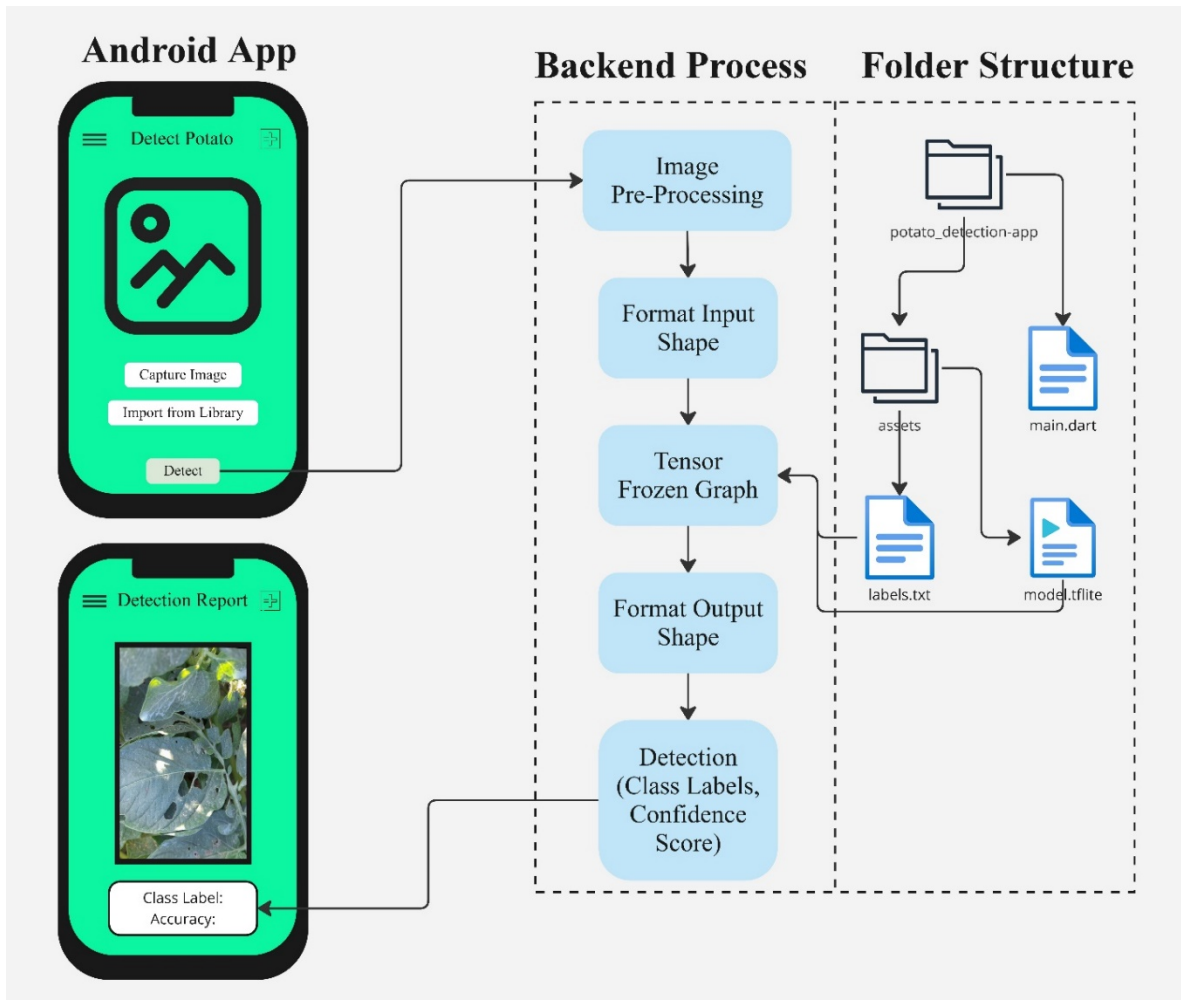 Android App
Detect Potato
Capture Image
Import from Library
Detect
Detection Report
Class Label:
Accuracy:
Backend Process
Image
Pre-Processing
Format Input
Shape
Tensor
Frozen Graph
Format Output
Shape
Detection
(Class Labels,
Confidence
Score)
Folder Structure
potato_detection-app
assets
main.dart
labels.txt
model.tflite